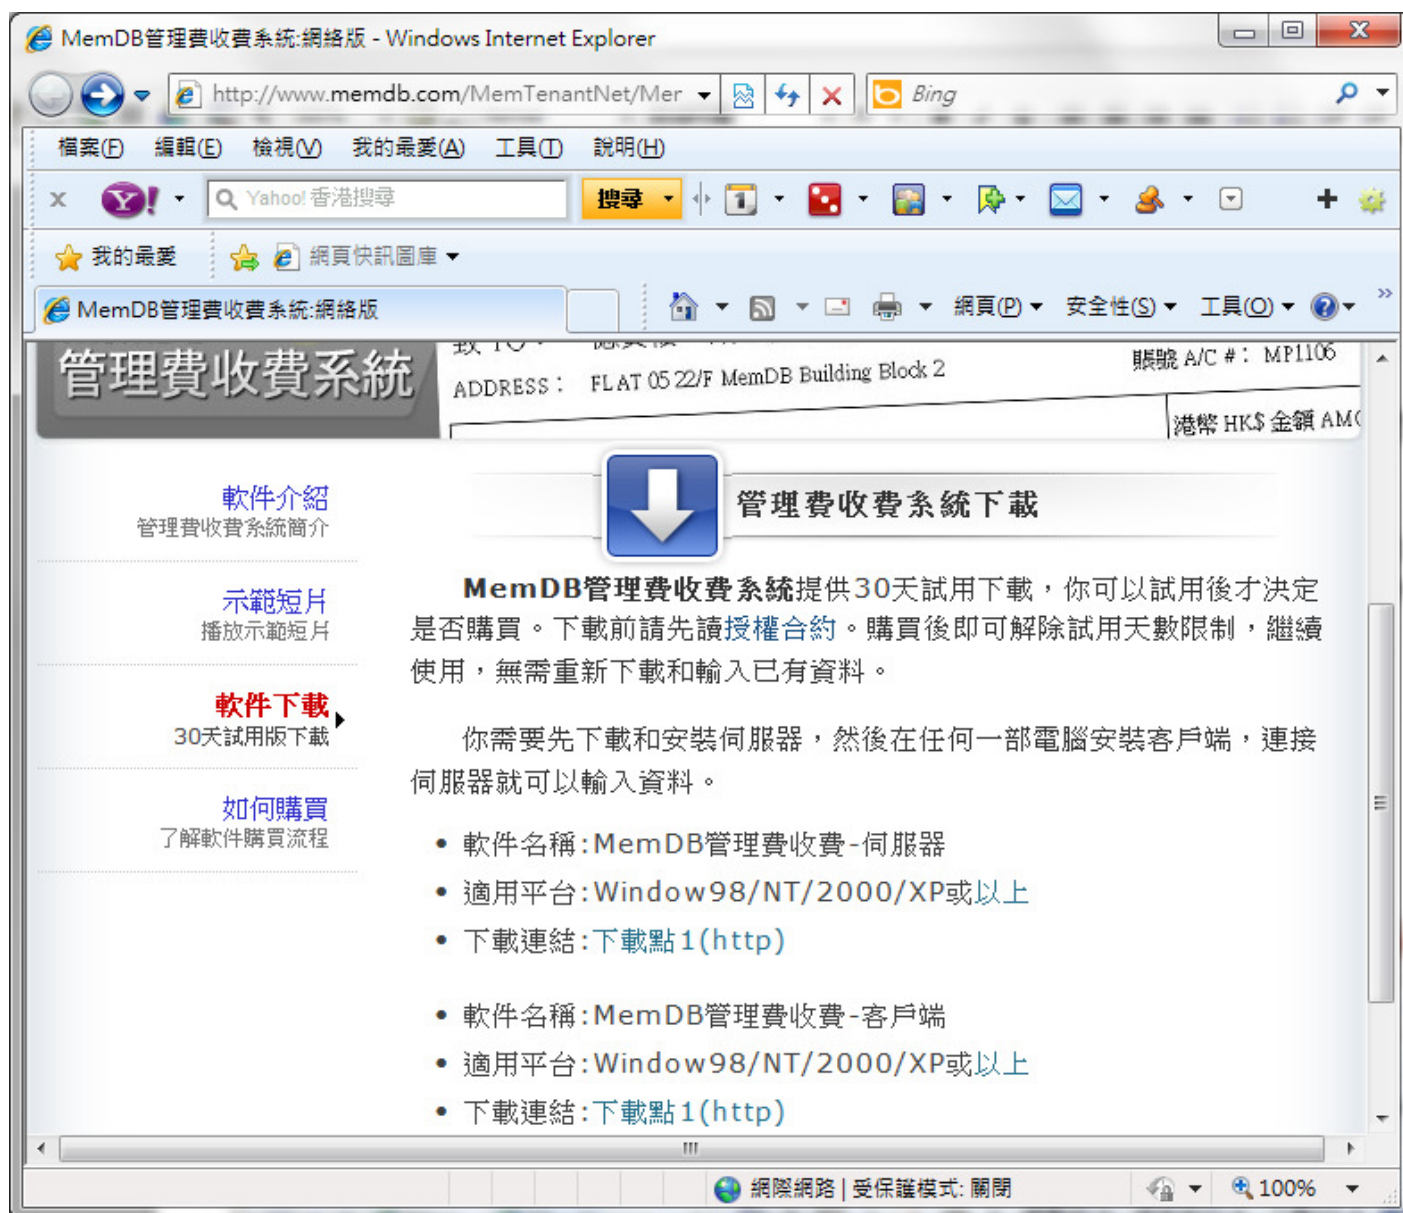 MemDB管理費收費系統:網絡版 - Windows Internet Explorer
http://www.memdb.com/MemTenantNet/Mer
Bing
檔案(F) 編輯(E) 檢視(V) 我的最愛(A) 工具(T) 說明(H)
Yahoo! 香港搜尋
搜尋
我的最愛 網頁快訊圖庫
MemDB管理費收費系統:網絡版
網頁(P) 安全性(S) 工具(O)
管理費收費系統
致 TO:
賬號 A/C #: MP1106
ADDRESS: FLAT 05 22/F MemDB Building Block 2
港幣 HK$ 金額
軟件介紹
管理費收費系統簡介
示範短片
播放示範短片
軟件下載
30天試用版下載
如何購買
了解軟件購買流程
管理費收費系統下載
MemDB管理費收費系統提供30天試用下載，你可以試用後才決定
是否購買。下載前請先讀授權合約。購買後即可解除試用天數限制，繼續
使用，無需重新下載和輸入已有資料。
你需要先下載和安裝伺服器，然後在任何一部電腦安裝客戶端，連接
伺服器就可以輸入資料。
• 軟件名稱:MemDB管理費收費-伺服器
• 適用平台:Window98/NT/2000/XP或以上
• 下載連結:下載點1(http)
• 軟件名稱:MemDB管理費收費-客戶端
• 適用平台:Window98/NT/2000/XP或以上
• 下載連結:下載點1(http)
網際網路 | 受保護模式: 關閉
100%